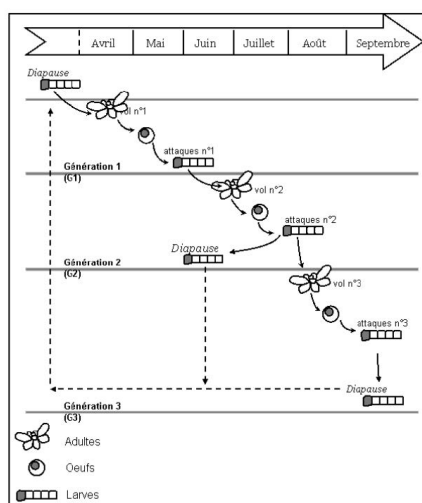 Avril Mai Juin Juillet Août Septembre
Diapause
vol n°1
attaques n°1
Génération 1
(G1)
vol n°2
attaques n°2
Diapause
Génération 2
(G2)
vol n°3
attaques n°3
Diapause
Génération 3
(G3)
Adultes
Oeufs
Larves